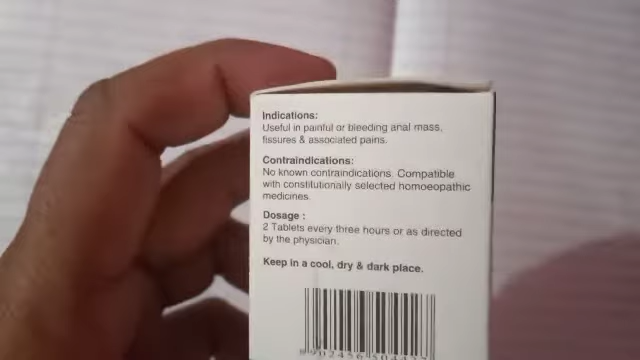 Indications:
Useful in painful or bleeding anal mass,
fissures & associated pains.
Contraindications:
No known contraindications. Compatible
with constitutionally selected homoeopathic
medicines.
Dosage :
2 Tablets every three hours or as directed
by the physician.
Keep in a cool, dry & dark place.